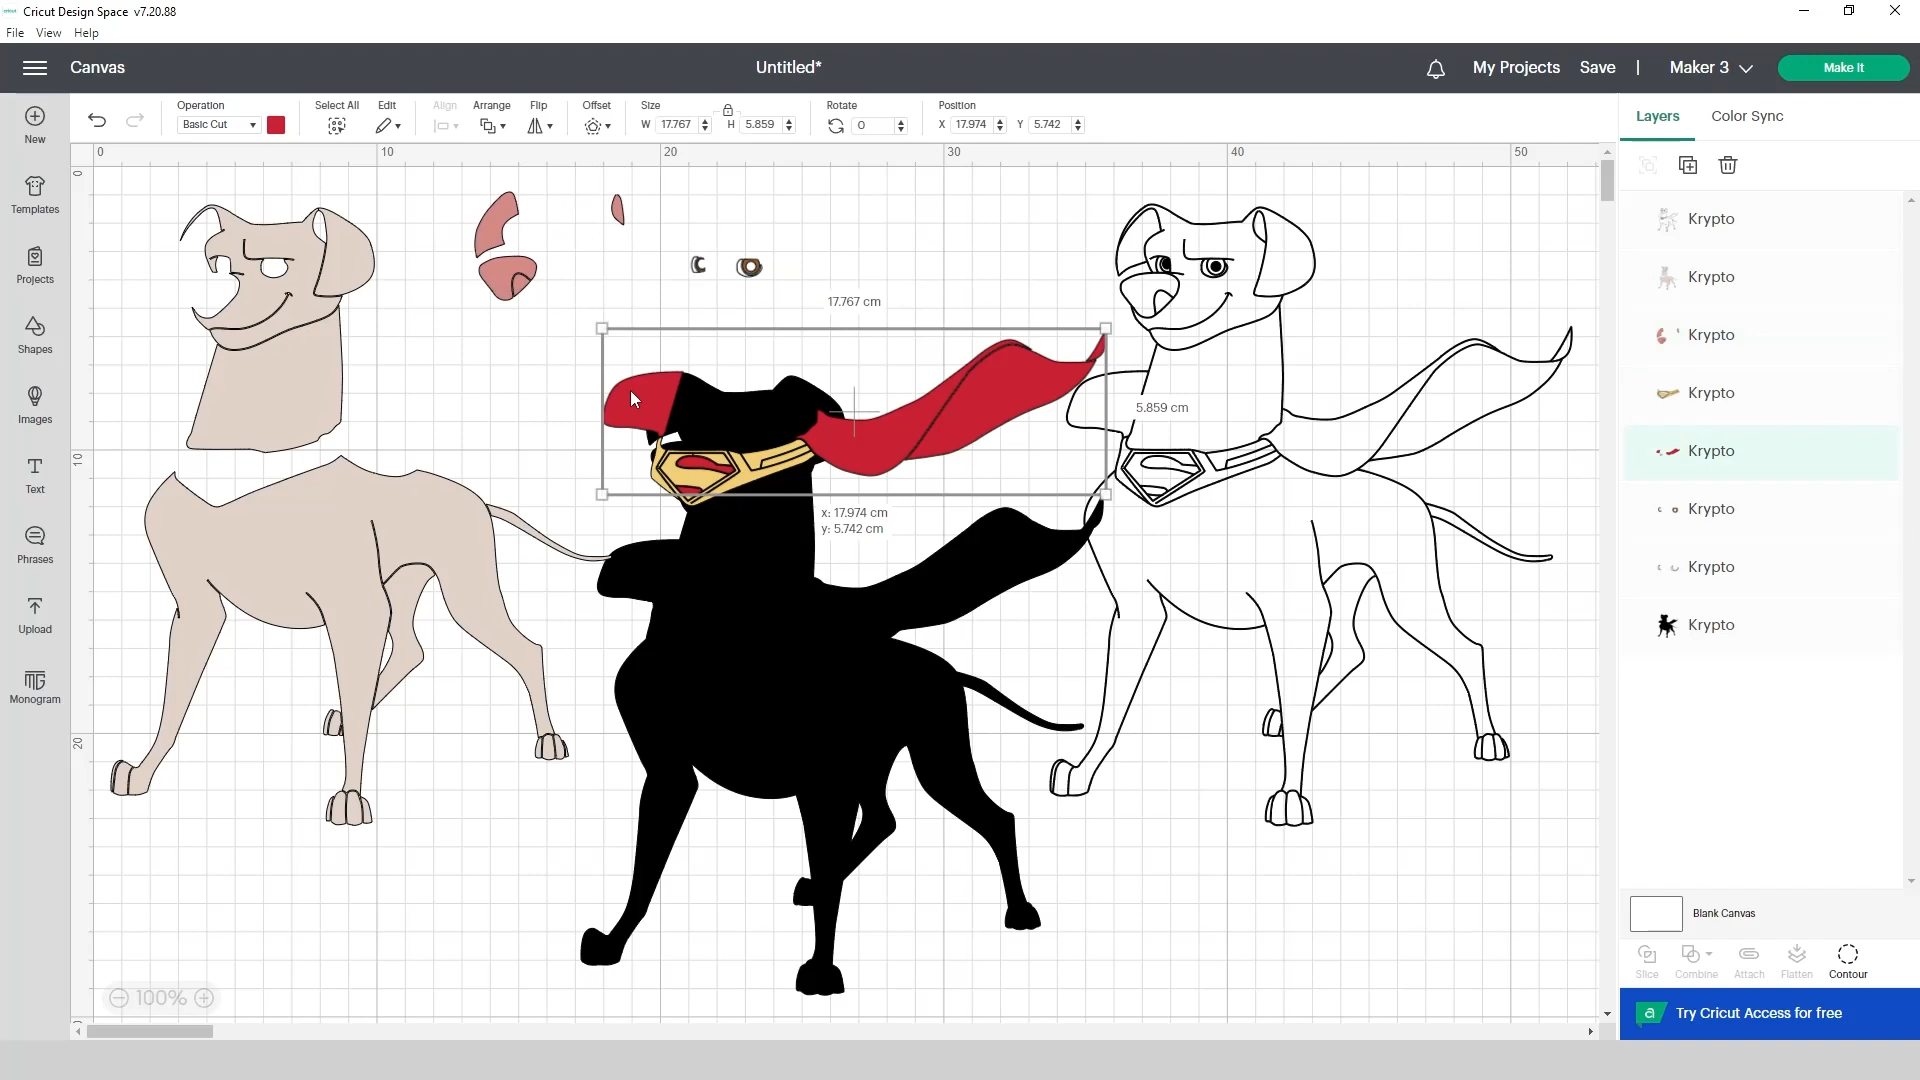 cricut Cricut Design Space v7.20.88
File View Help
Canvas
Untitled*
My Projects Save | Maker 3 Make It
Operation Select All Edit Align Arrange Flip Offset Size Rotate Position
Basic Cut W 17.767 H 5.859 0 X 17.974 Y 5.742
Layers Color Sync
0 10 20 30 40 50
0
10
20
New
Templates
Projects
Shapes
Images
Text
Phrases
Upload
Monogram
17.767 cm
5.859 cm
x: 17.974 cm
y: 5.742 cm
100%
Krypto
Krypto
Krypto
Krypto
Krypto
Krypto
Krypto
Krypto
Blank Canvas
Slice Combine Attach Flatten Contour
a Try Cricut Access for free